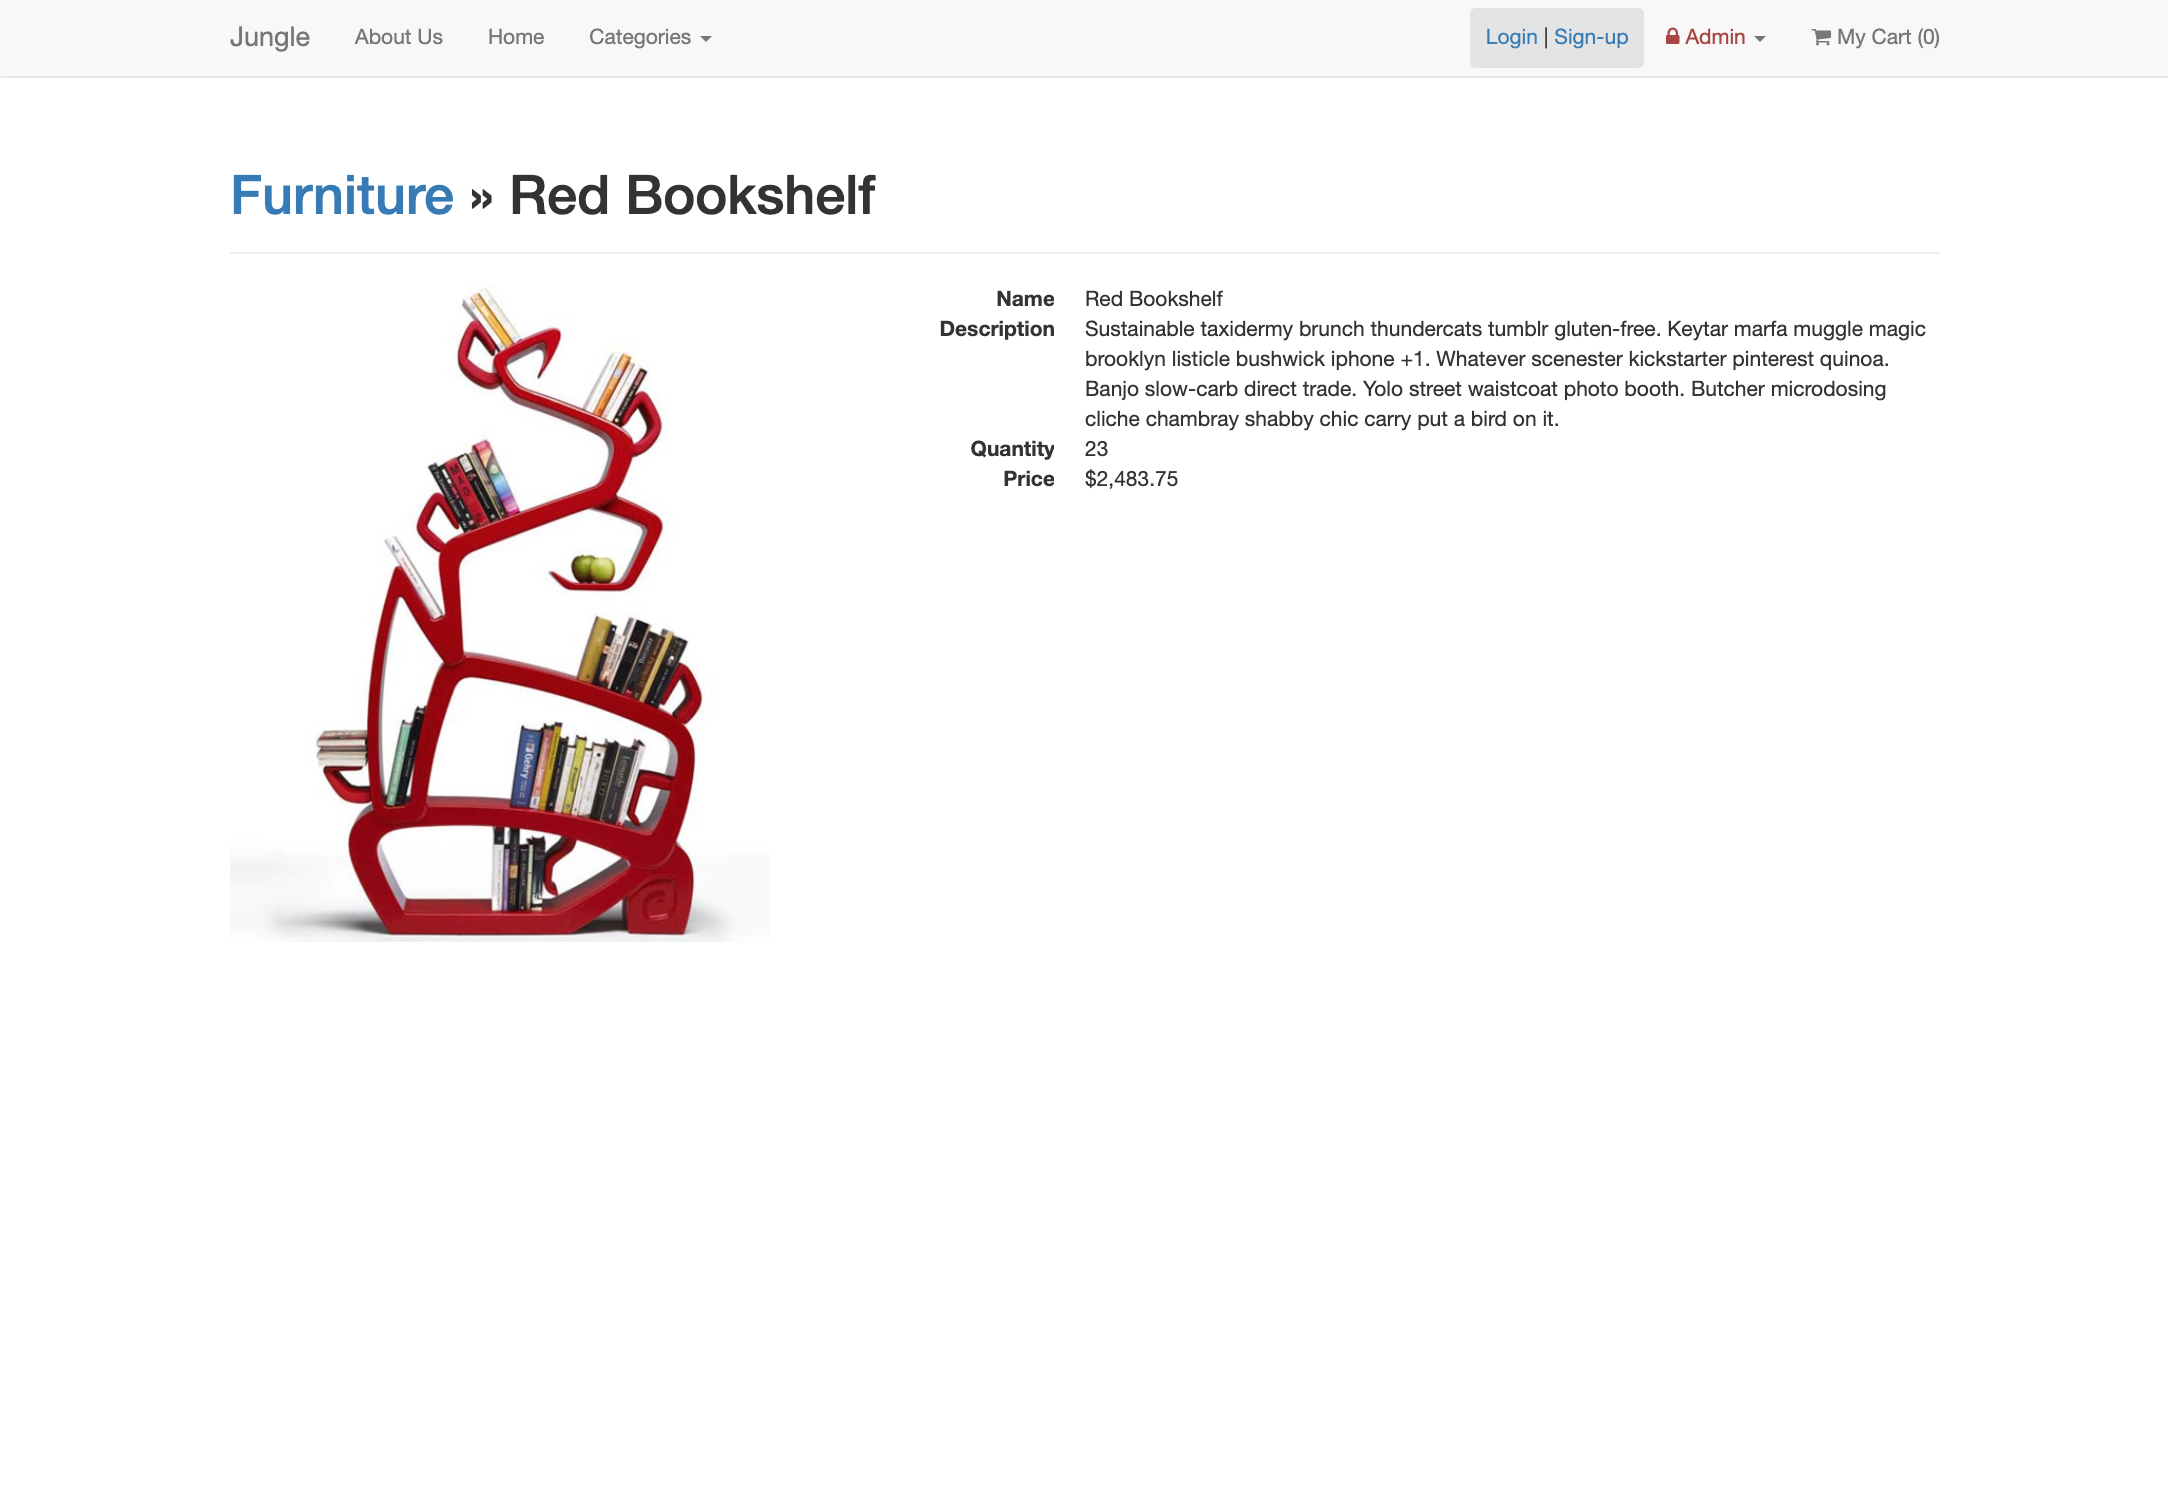 Jungle About Us Home Categories Login | Sign-up Admin My Cart (0)
Furniture » Red Bookshelf
Name Red Bookshelf
Description Sustainable taxidermy brunch thundercats tumblr gluten-free. Keytar marfa muggle magic
brooklyn listicle bushwick iphone +1. Whatever scenester kickstarter pinterest quinoa.
Banjo slow-carb direct trade. Yolo street waistcoat photo booth. Butcher microdosing
cliche chambray shabby chic carry put a bird on it.
Quantity 23
Price $2,483.75
Gehry